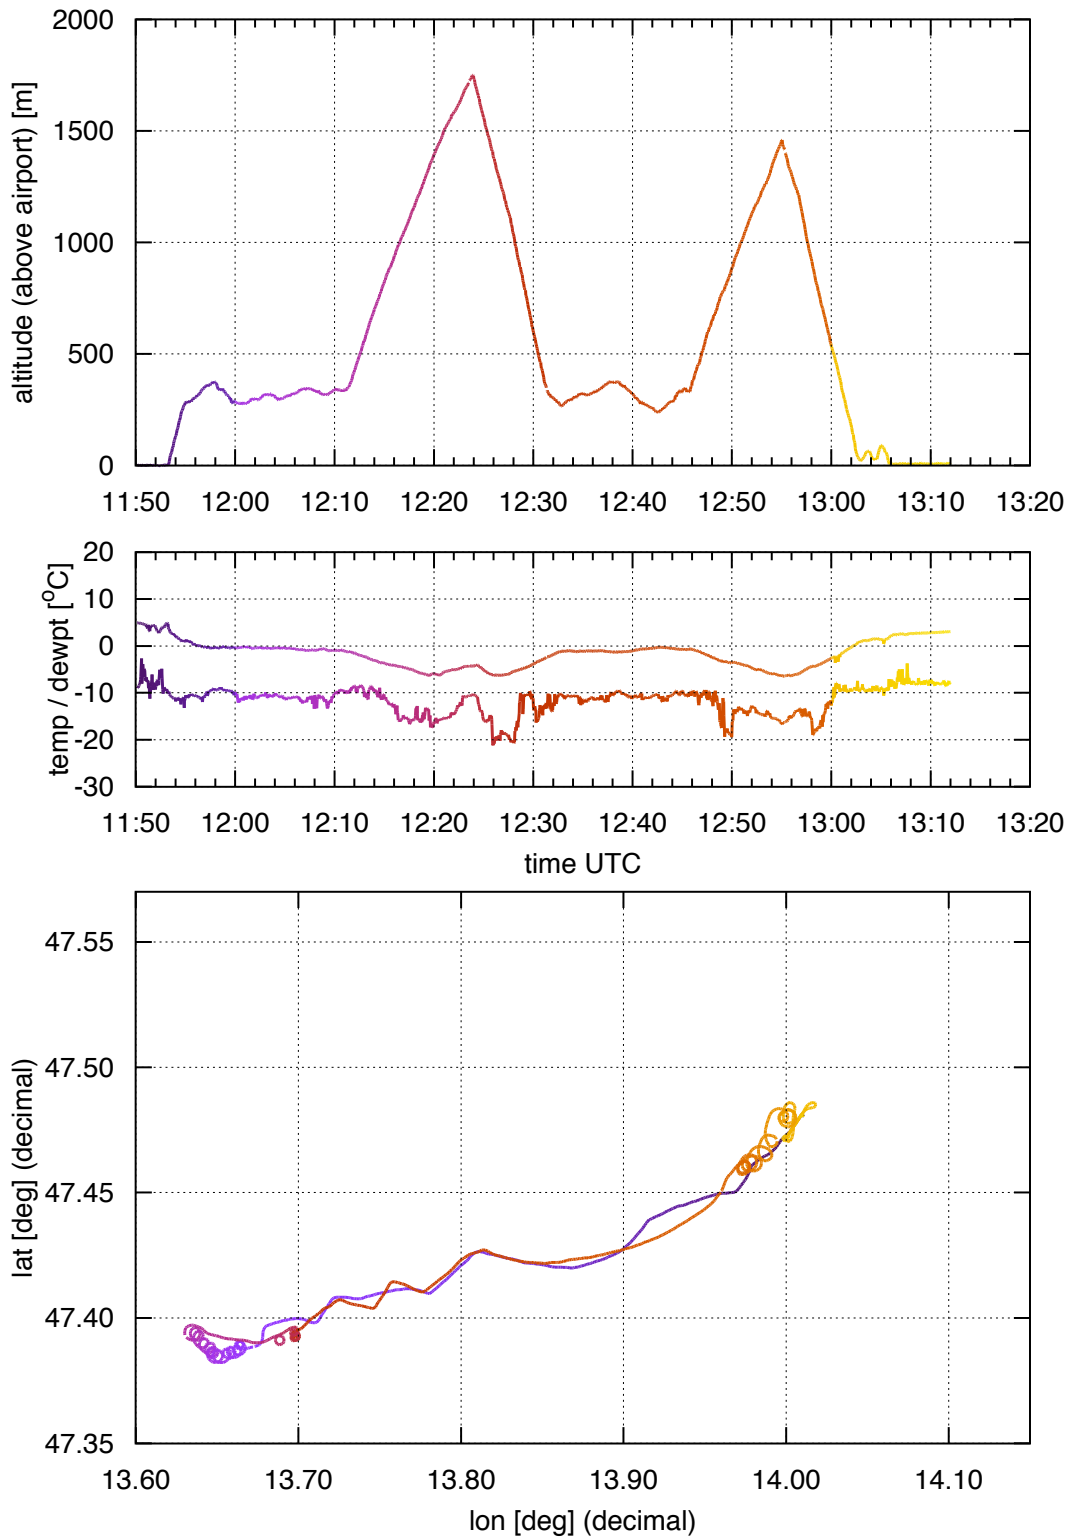 2000
1500
1000
500
0
altitude (above airport) [m]
11:50 12:00 12:10 12:20 12:30 12:40 12:50 13:00 13:10 13:20
20
10
0
-10
-20
-30
temp / dewpt [°C]
11:50 12:00 12:10 12:20 12:30 12:40 12:50 13:00 13:10 13:20
time UTC
47.55
47.50
47.45
47.40
47.35
lat [deg] (decimal)
13.60 13.70 13.80 13.90 14.00 14.10
lon [deg] (decimal)